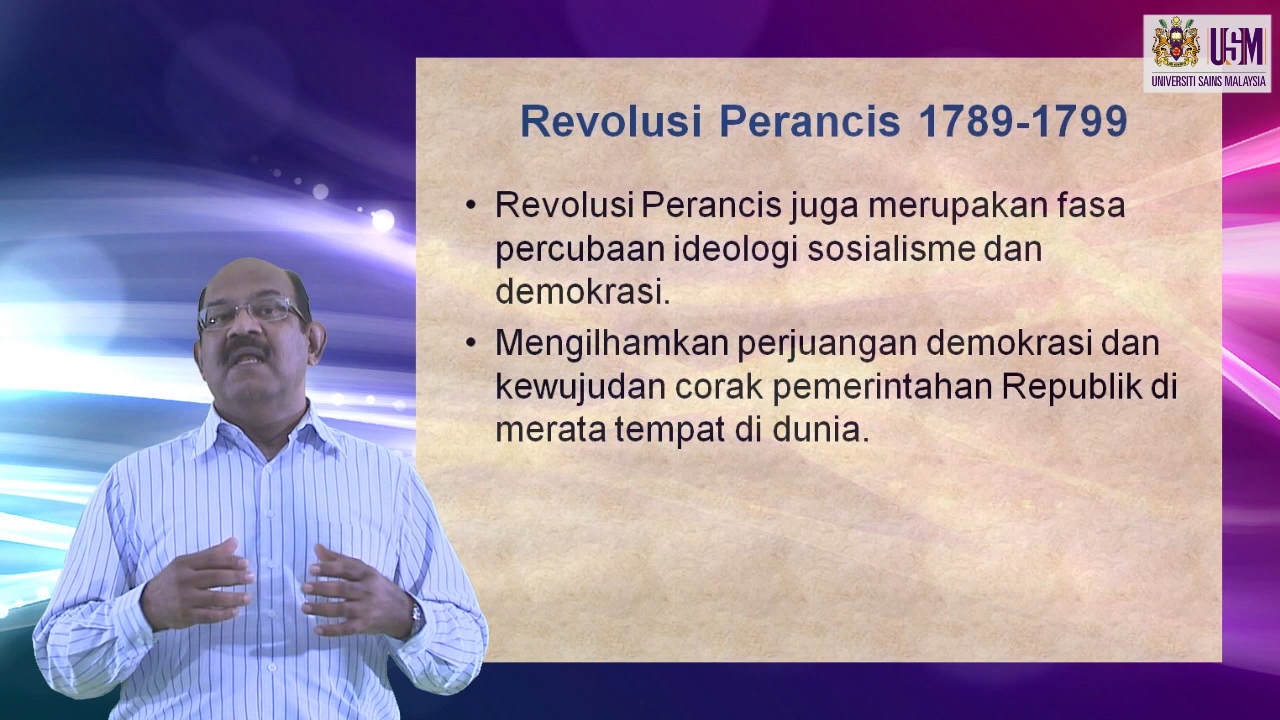 USM
UNIVERSITI SAINS MALAYSIA
Revolusi Perancis 1789-1799
• Revolusi Perancis juga merupakan fasa
percubaan ideologi sosialisme dan
demokrasi.
• Mengilhamkan perjuangan demokrasi dan
kewujudan corak pemerintahan Republik di
merata tempat di dunia.